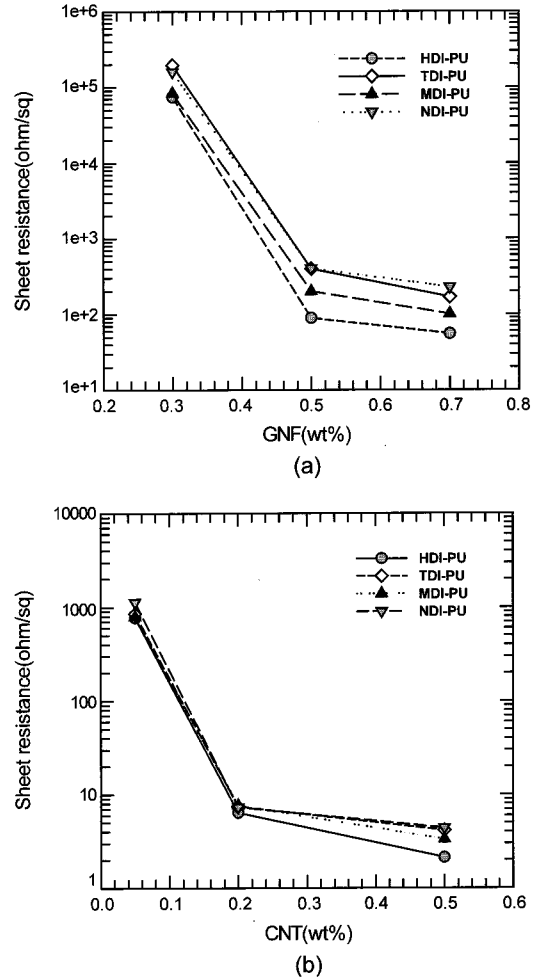 1e+6
1e+5
1e+4
1e+3
1e+2
1e+1
Sheet resistance(ohm/sq)
HDI-PU
TDI-PU
MDI-PU
NDI-PU
0.2 0.3 0.4 0.5 0.6 0.7 0.8
GNF(wt%)
(a)
10000
1000
100
10
1
Sheet resistance(ohm/sq)
HDI-PU
TDI-PU
MDI-PU
NDI-PU
0.0 0.1 0.2 0.3 0.4 0.5 0.6
CNT(wt%)
(b)